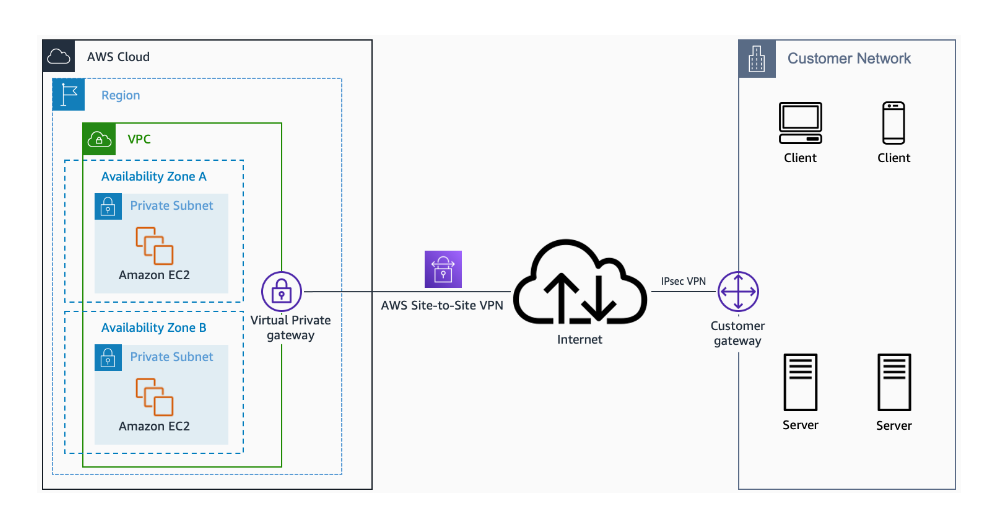 AWS Cloud
Region
VPC
Availability Zone A
Private Subnet
Amazon EC2
Availability Zone B
Private Subnet
Amazon EC2
Virtual Private
gateway
AWS Site-to-Site VPN
Internet
IPsec VPN
Customer
gateway
Customer Network
Client
Client
Server
Server